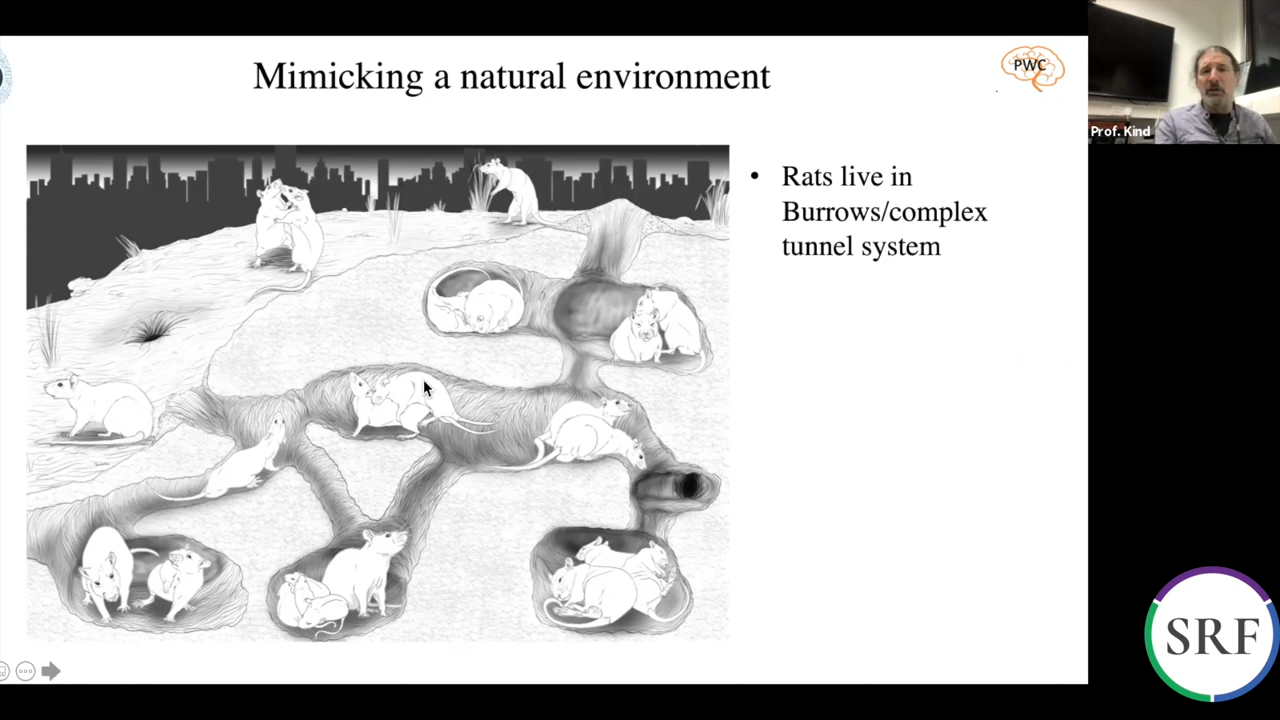 Mimicking a natural environment
PWC
Prof. Kind
• Rats live in
Burrows/complex
tunnel system
SRF